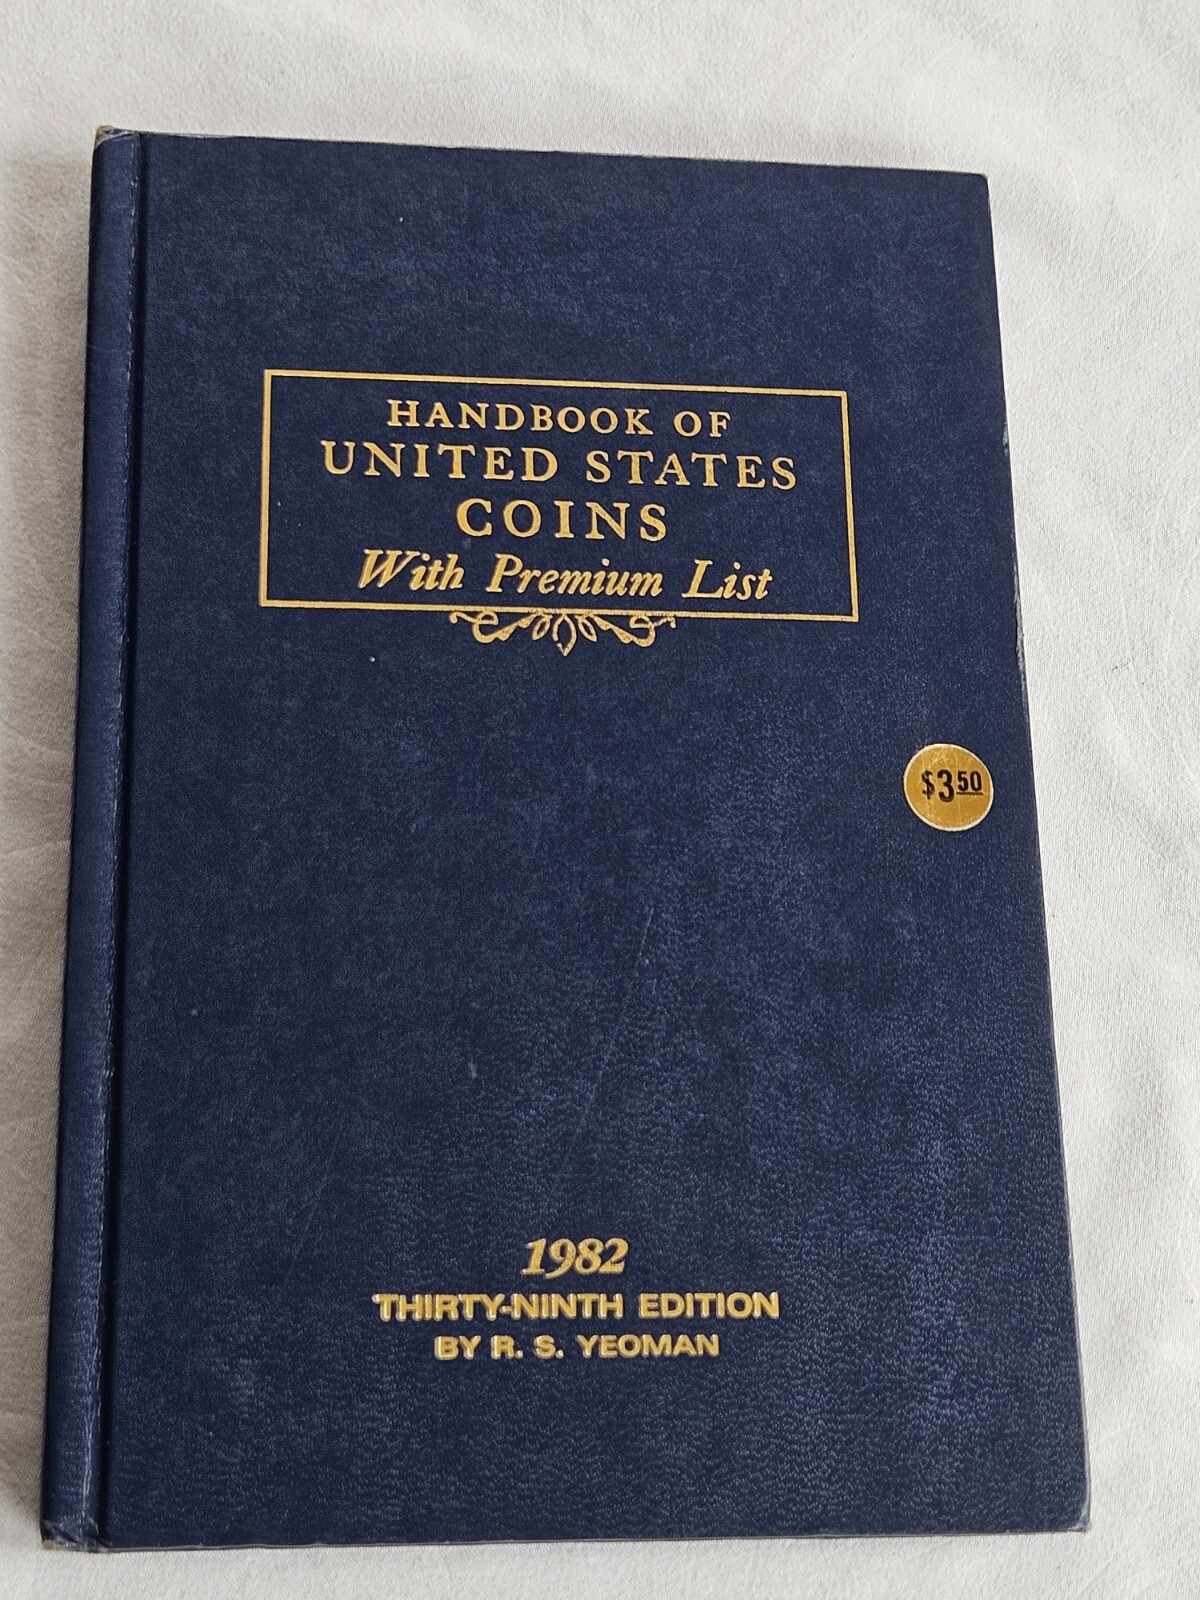 HANDBOOK OF
UNITED STATES
COINS
With Premium List
$3 50
1982
THIRTY-NINTH EDITION
BY R. S. YEOMAN